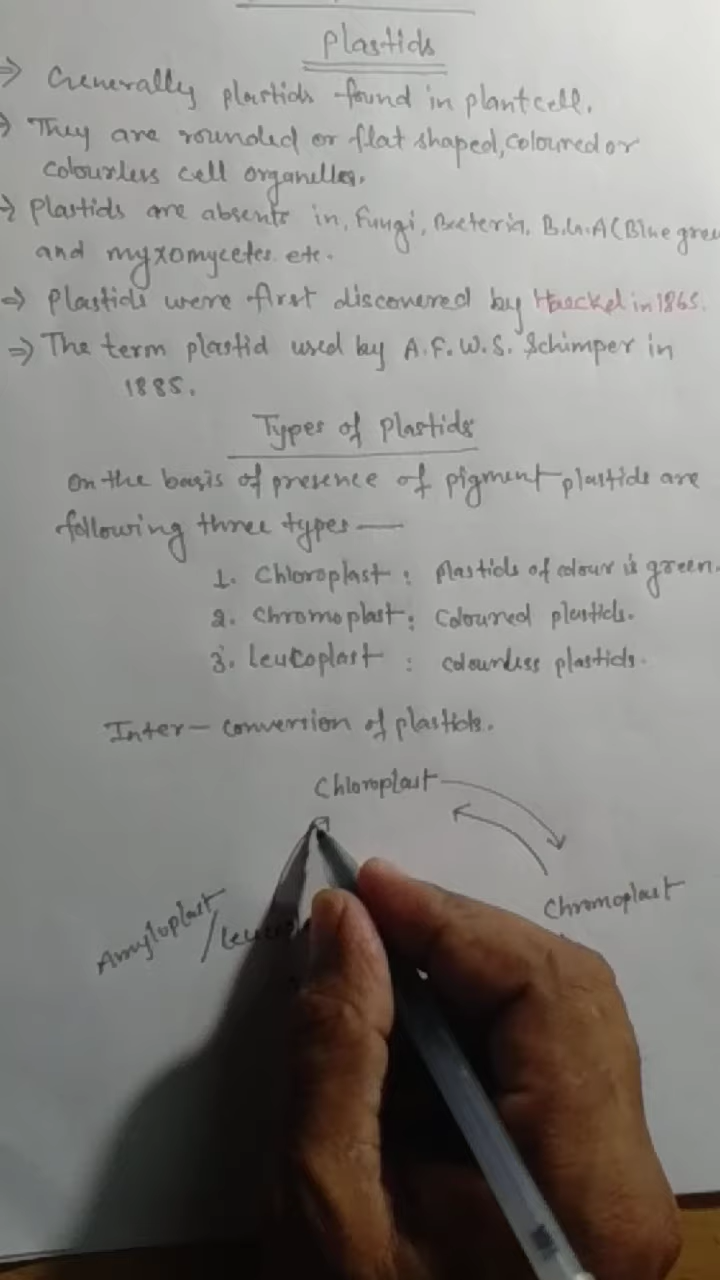 Plastids
⇒ Generally plastids found in plantcell.
⇒ They are rounded or flat shaped, coloured or
colourless cell organelles.
⇒ Plastids are absents in, Fungi, Bacteria, B.G.A (Blue gree
and myxomycetes etc.
⇒ Plastids were first discovered by Haeckel in 1865.
⇒ The term plastid used by A.F.W.S. Schimper in
1885.
Types of Plastids
On the basis of presence of pigment plastids are
following three types —
1. Chloroplast : Plastids of colour is green.
2. Chromoplast : Coloured plastids.
3. Leucoplast : colourless plastids.
Inter - conversion of plastids.
Chloroplast
Chromoplast
Amyloplast
/Leuco